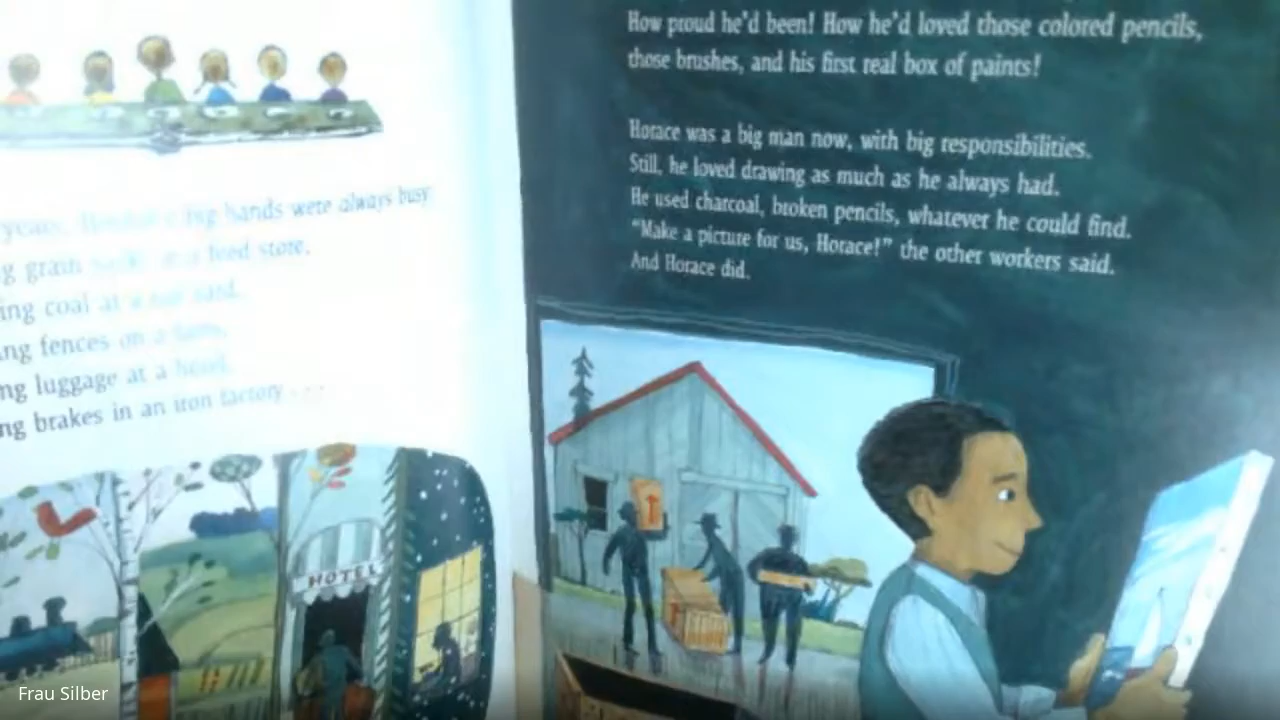 years, big hands were always busy
g grain feed store.
ing coal at a yard.
ng fences on a
ng luggage at a hotel.
ng brakes in an iron factory . . .
HOTEL
How proud he'd been! How he'd loved those colored pencils,
those brushes, and his first real box of paints!
Horace was a big man now, with big responsibilities.
Still, he loved drawing as much as he always had.
He used charcoal, broken pencils, whatever he could find.
“Make a picture for us, Horace!” the other workers said.
And Horace did.
Frau Silber